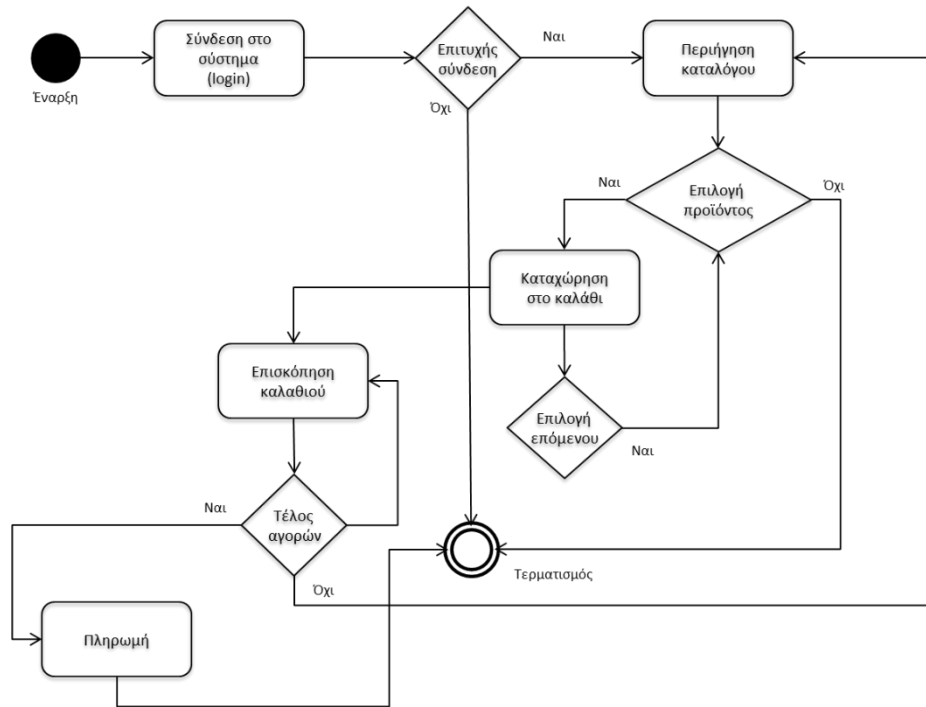 Σύνδεση στο
σύστημα
(login)
Έναρξη
Επιτυχής
σύνδεση
Ναι
Όχι
Περιήγηση
καταλόγου
Επιλογή
προϊόντος
Ναι
Όχι
Καταχώρηση
στο καλάθι
Επισκόπηση
καλαθιού
Επιλογή
επόμενου
Ναι
Τέλος
αγορών
Ναι
Όχι
Τερματισμός
Πληρωμή